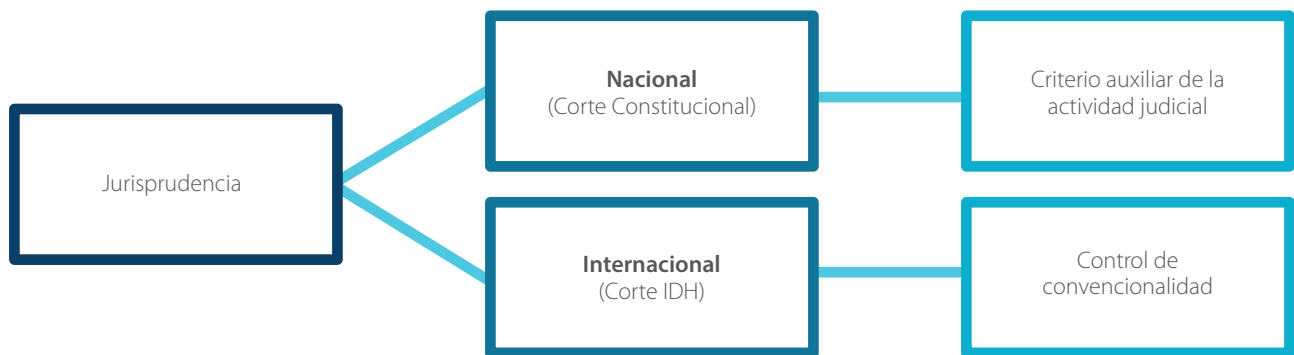 Jurisprudencia
Nacional
(Corte Constitucional)
Criterio auxiliar de la
actividad judicial
Internacional
(Corte IDH)
Control de
convencionalidad